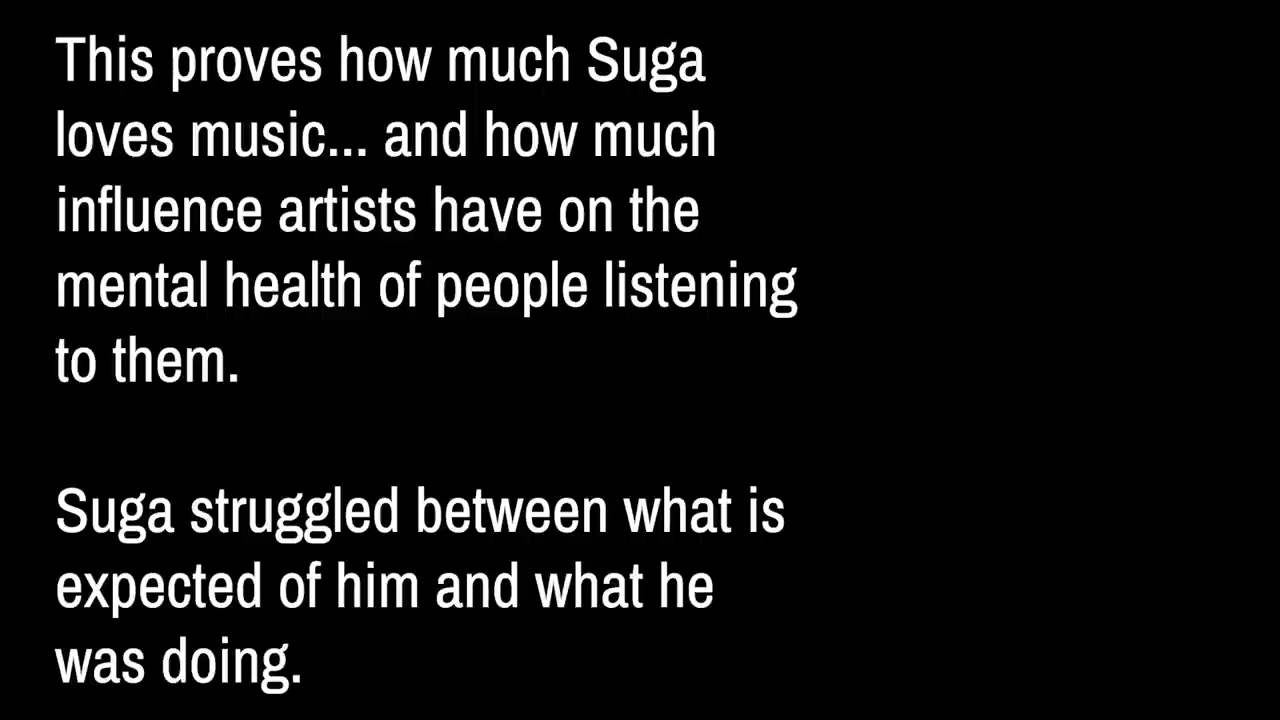 This proves how much Suga
loves music... and how much
influence artists have on the
mental health of people listening
to them.
Suga struggled between what is
expected of him and what he
was doing.